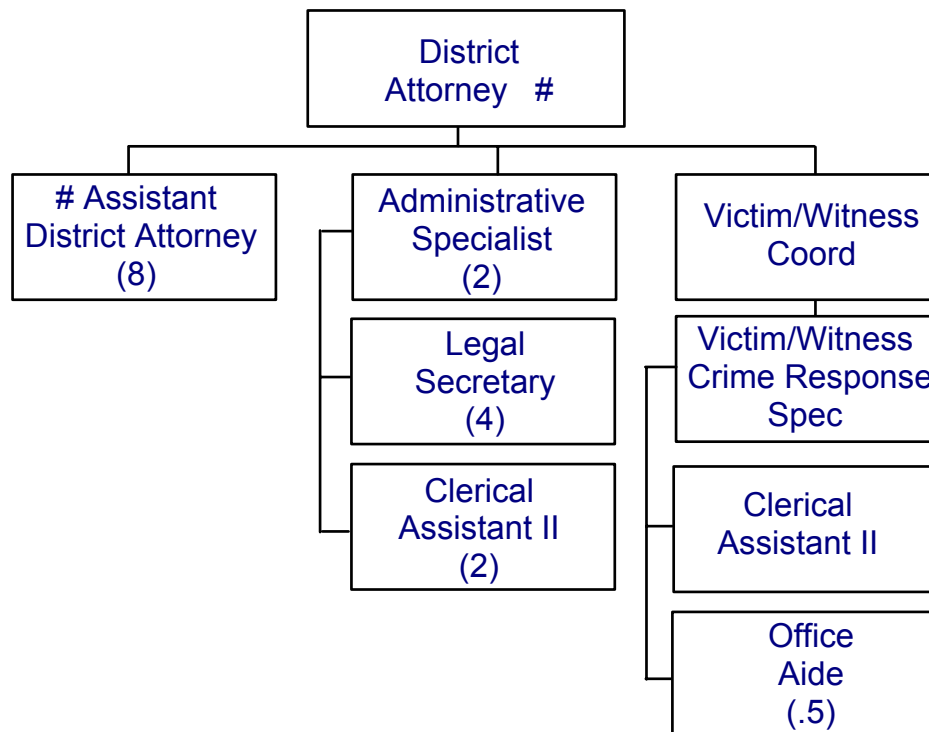 District
Attorney #
# Assistant
District Attorney
(8)
Administrative
Specialist
(2)
Victim/Witness
Coord
Legal
Secretary
(4)
Victim/Witness
Crime Response
Spec
Clerical
Assistant II
(2)
Clerical
Assistant II
Office
Aide
(.5)